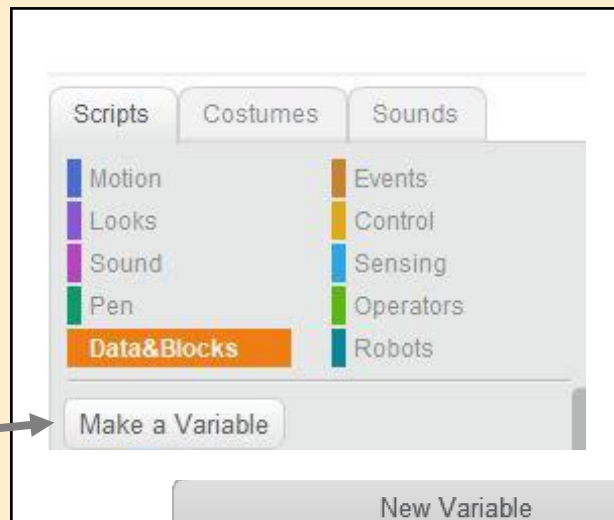 Scripts Costumes Sounds
Motion Events
Looks Control
Sound Sensing
Pen Operators
Data&Blocks Robots
Make a Variable
New Variable